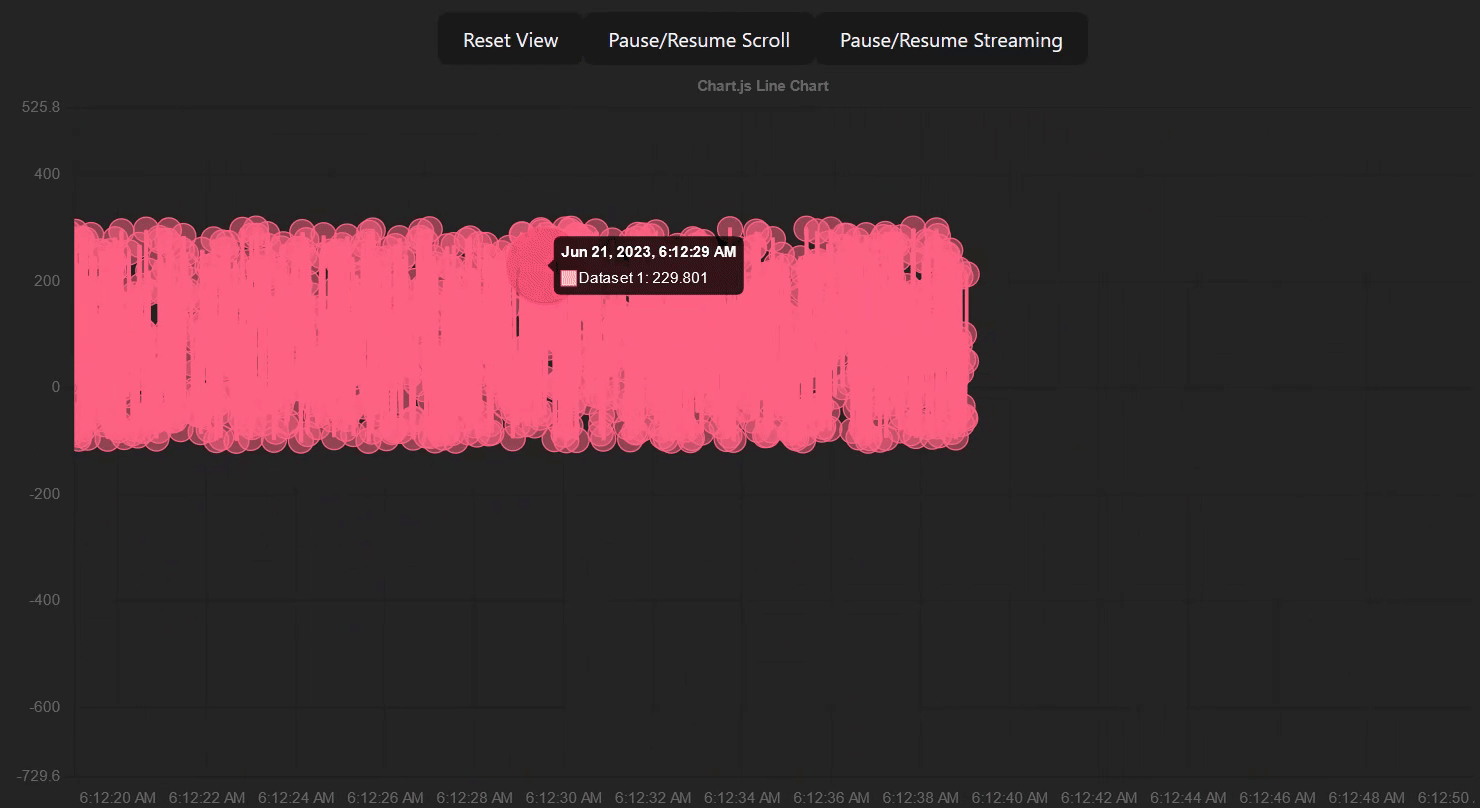 Reset View Pause/Resume Scroll Pause/Resume Streaming
Chart.js Line Chart
525.8
400
200
0
-200
-400
-600
-729.6
Jun 21, 2023, 6:12:29 AM
Dataset 1: 229.801
6:12:20 AM 6:12:22 AM 6:12:24 AM 6:12:26 AM 6:12:28 AM 6:12:30 AM 6:12:32 AM 6:12:34 AM 6:12:36 AM 6:12:38 AM 6:12:40 AM 6:12:42 AM 6:12:44 AM 6:12:46 AM 6:12:48 AM 6:12:50